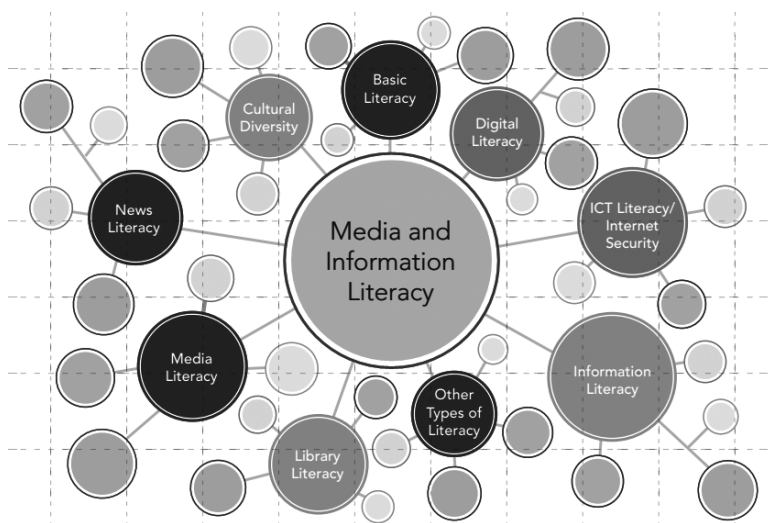 Basic
Literacy
Cultural
Diversity
Digital
Literacy
News
Literacy
ICT Literacy/
Internet
Security
Media and
Information
Literacy
Media
Literacy
Information
Literacy
Other
Types of
Literacy
Library
Literacy